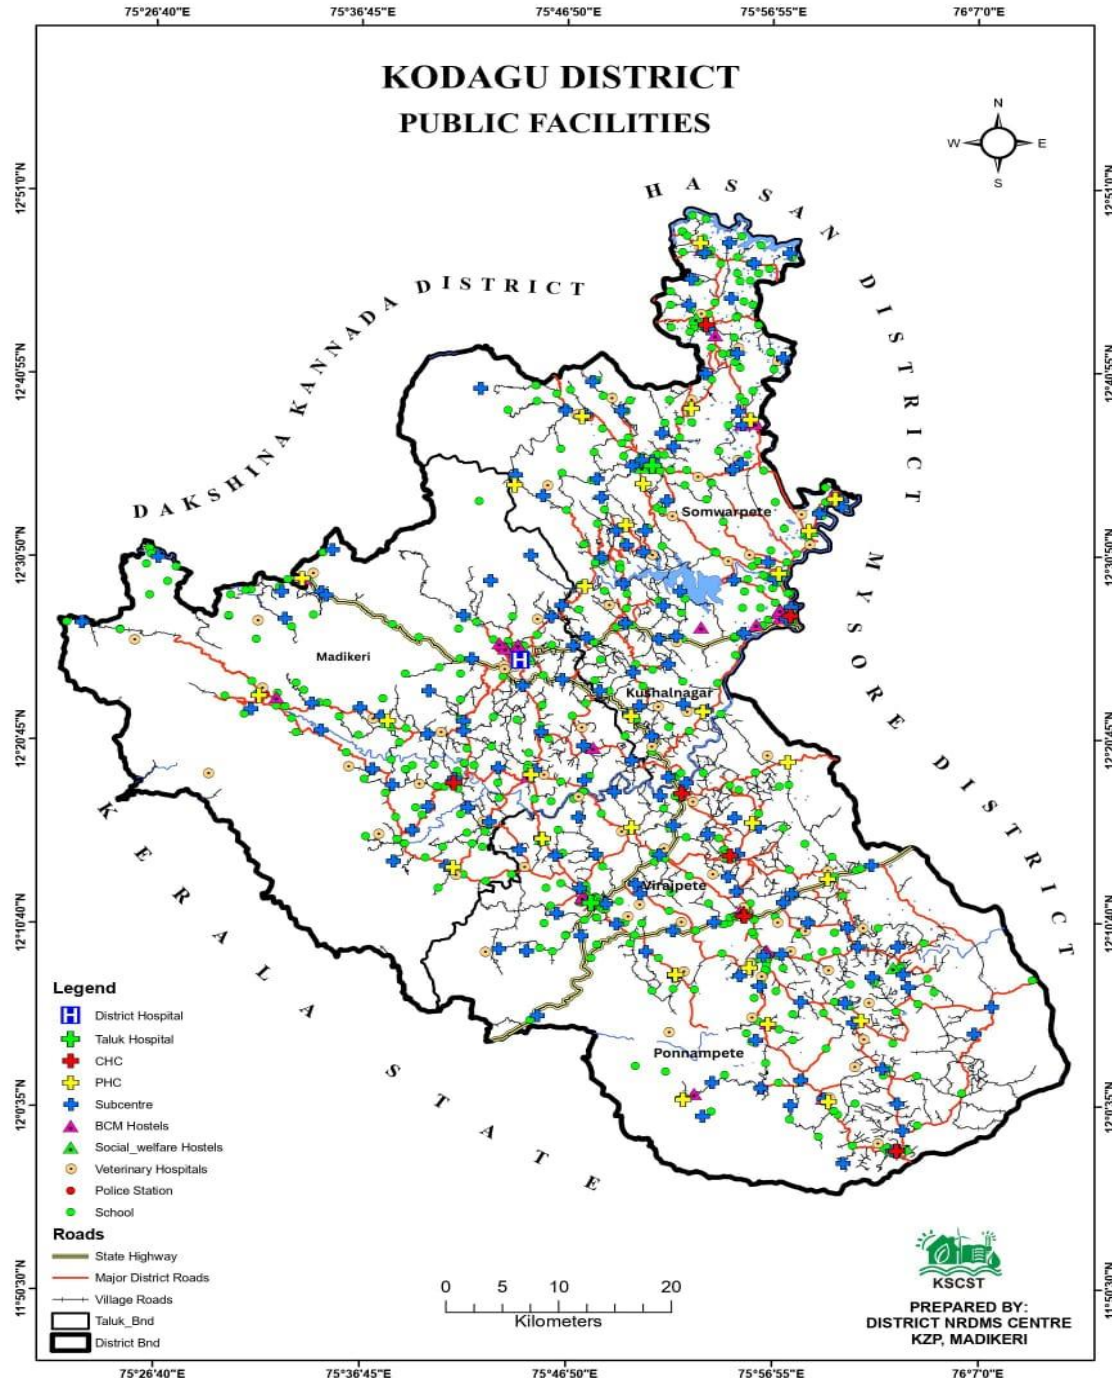 75°26'40"E 75°36'45"E 75°46'50"E 75°56'55"E 76°7'0"E
KODAGU DISTRICT
PUBLIC FACILITIES
N
W E
S
12°51'0"N 12°51'0"N
HASSAN DISTRICT
DAKSHINA KANNADA DISTRICT
12°40'55"N 12°40'55"N
Somwarpete
12°30'50"N 12°30'50"N
MYSORE DISTRICT
Madikeri
H
Kushalnagar
12°20'45"N 12°20'45"N
KERALA STATE
Virajpete
12°10'40"N 12°10'40"N
Ponnampete
12°0'35"N 12°0'35"N
Legend
H District Hospital
Taluk Hospital
CHC
PHC
Subcentre
BCM Hostels
Social_welfare Hostels
Veterinary Hospitals
Police Station
School
Roads
State Highway
Major District Roads
Village Roads
Taluk_Bnd
District Bnd
0 5 10 20
Kilometers
KSCST
PREPARED BY:
DISTRICT NRDMS CENTRE
KZP, MADIKERI
11°50'30"N 11°50'30"N
75°26'40"E 75°36'45"E 75°46'50"E 75°56'55"E 76°7'0"E